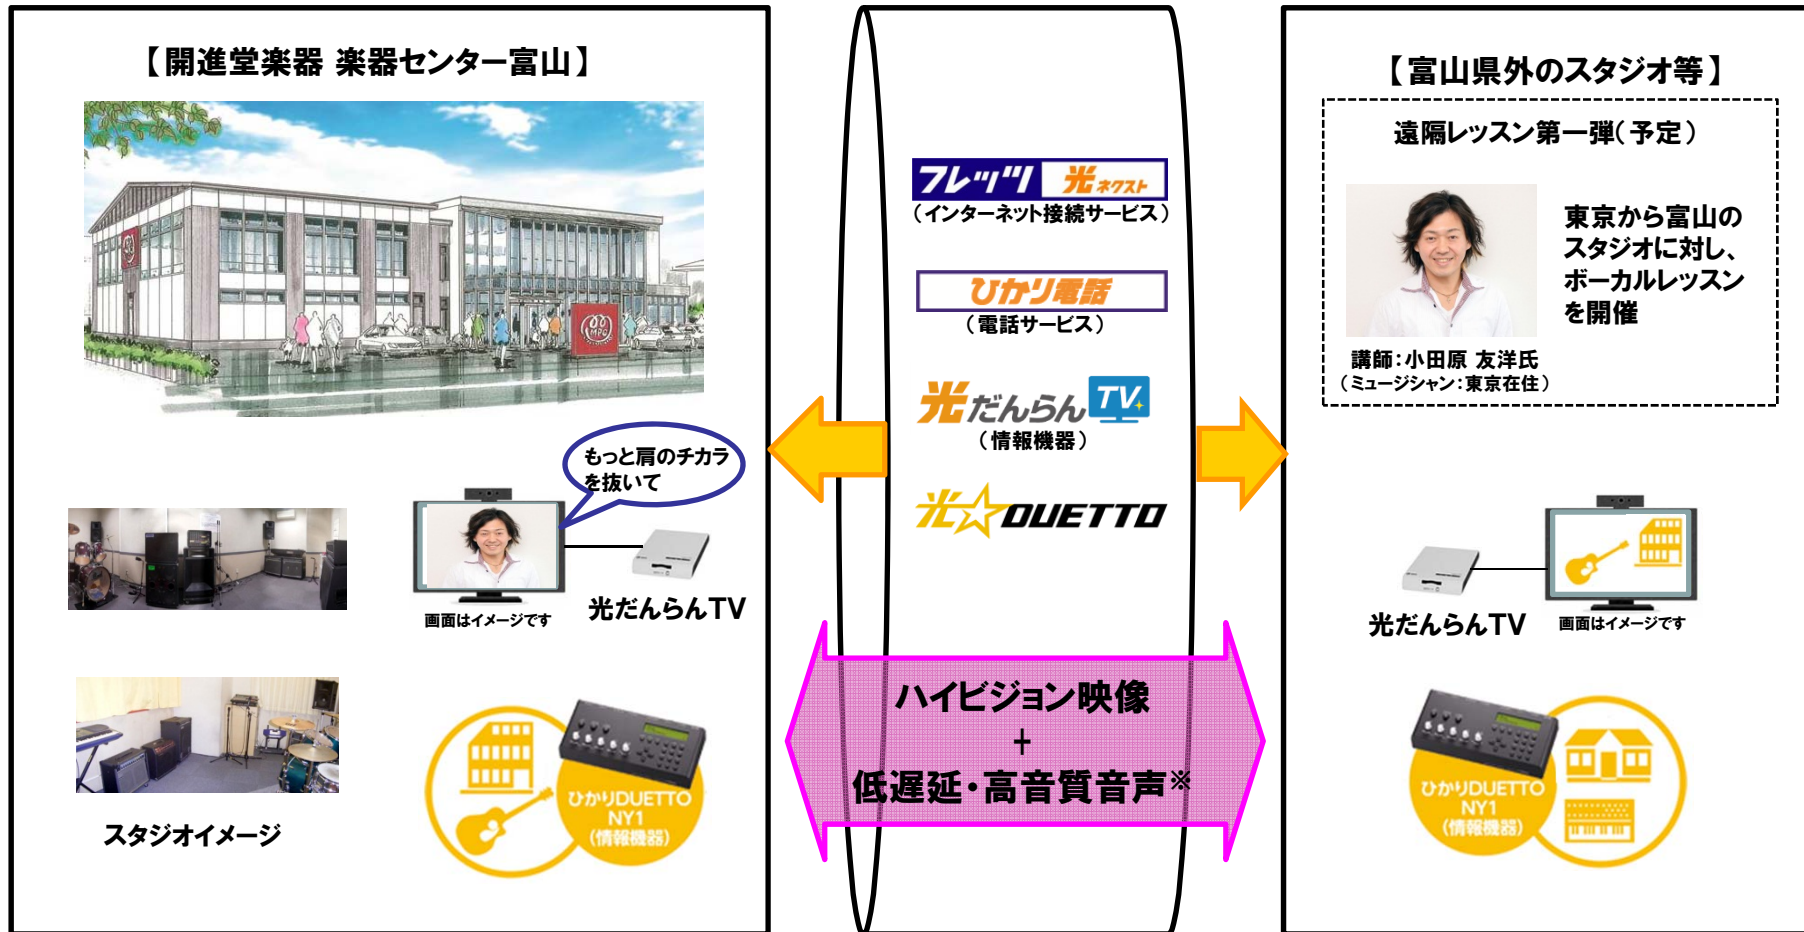 【開進堂楽器 楽器センター富山】
MPC
もっと肩のチカラ
を抜いて
画面はイメージです
光だんらんTV
スタジオイメージ
ひかりDUETTO
NY1
(情報機器)
フレッツ 光ネクスト
(インターネット接続サービス)
ひかり電話
(電話サービス)
光だんらんTV
(情報機器)
光☆DUETTO
ハイビジョン映像
+
低遅延・高音質音声※
【富山県外のスタジオ等】
遠隔レッスン第一弾(予定)
東京から富山の
スタジオに対し、
ボーカルレッスン
を開催
講師:小田原 友洋氏
(ミュージシャン:東京在住)
光だんらんTV
画面はイメージです
ひかりDUETTO
NY1
(情報機器)